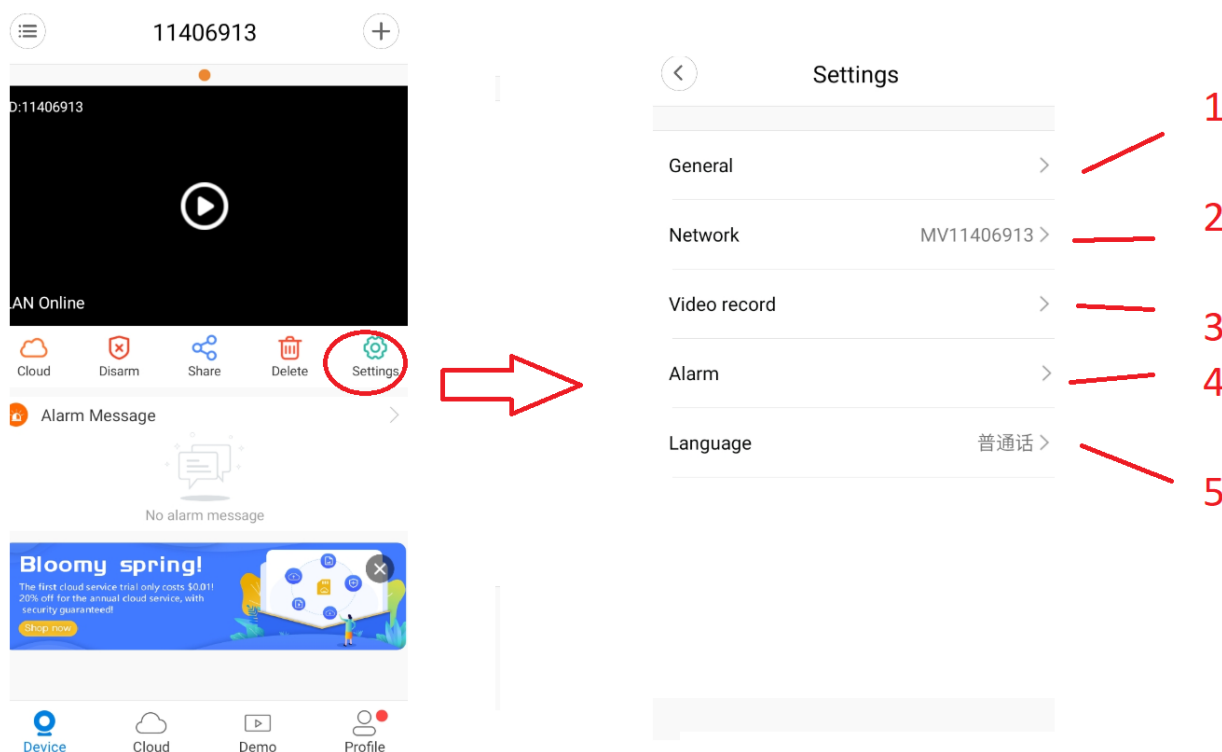 11406913
D:11406913
AN Online
Cloud
Disarm
Share
Delete
Settings
Alarm Message
No alarm message
Bloomy spring!
The first cloud service trial only costs $0.01!
20% off for the annual cloud service, with
security guaranteed!
Shop now
Device
Cloud
Demo
Profile
Settings
General
1
Network
MV11406913
2
Video record
3
Alarm
4
Language
普通话
5